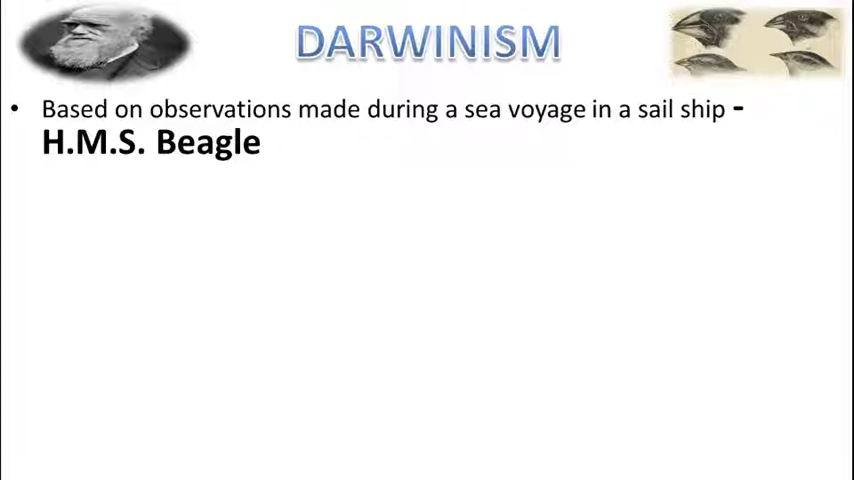 DARWINISM
• Based on observations made during a sea voyage in a sail ship -
H.M.S. Beagle